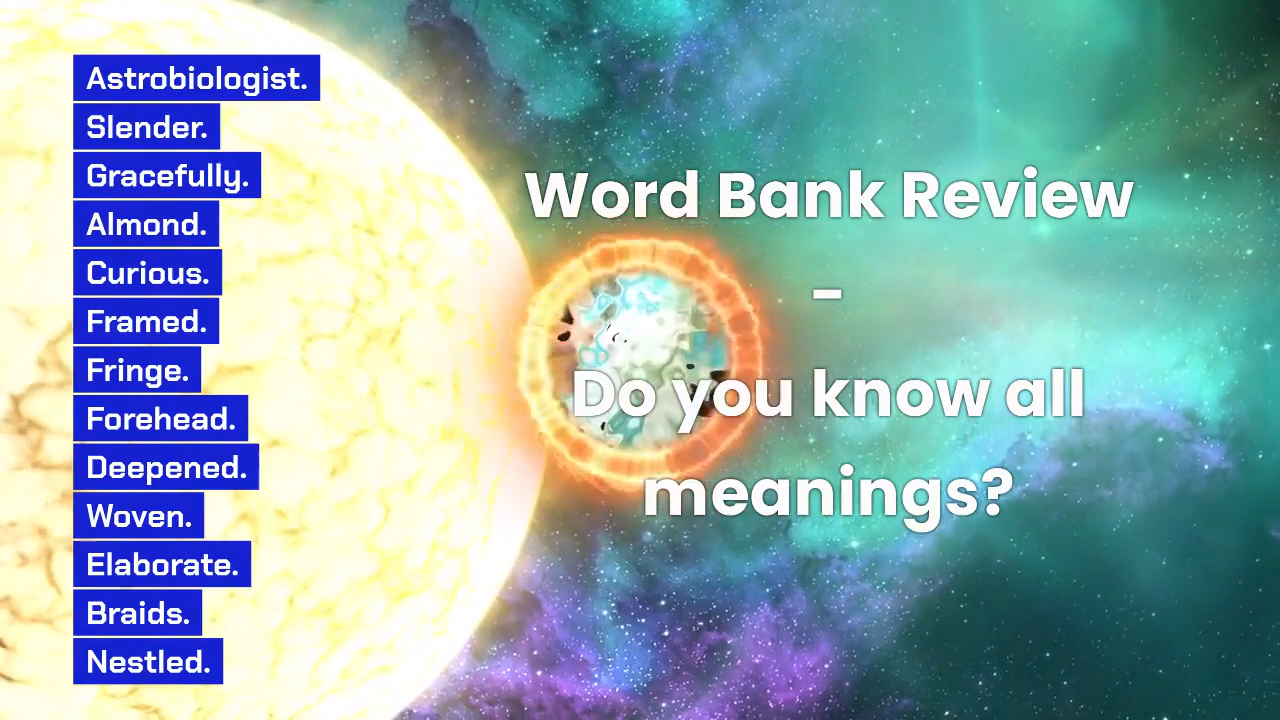 Astrobiologist.
Slender.
Gracefully.
Almond.
Curious.
Framed.
Fringe.
Forehead.
Deepened.
Woven.
Elaborate.
Braids.
Nestled.
Word Bank Review
-
Do you know all
meanings?